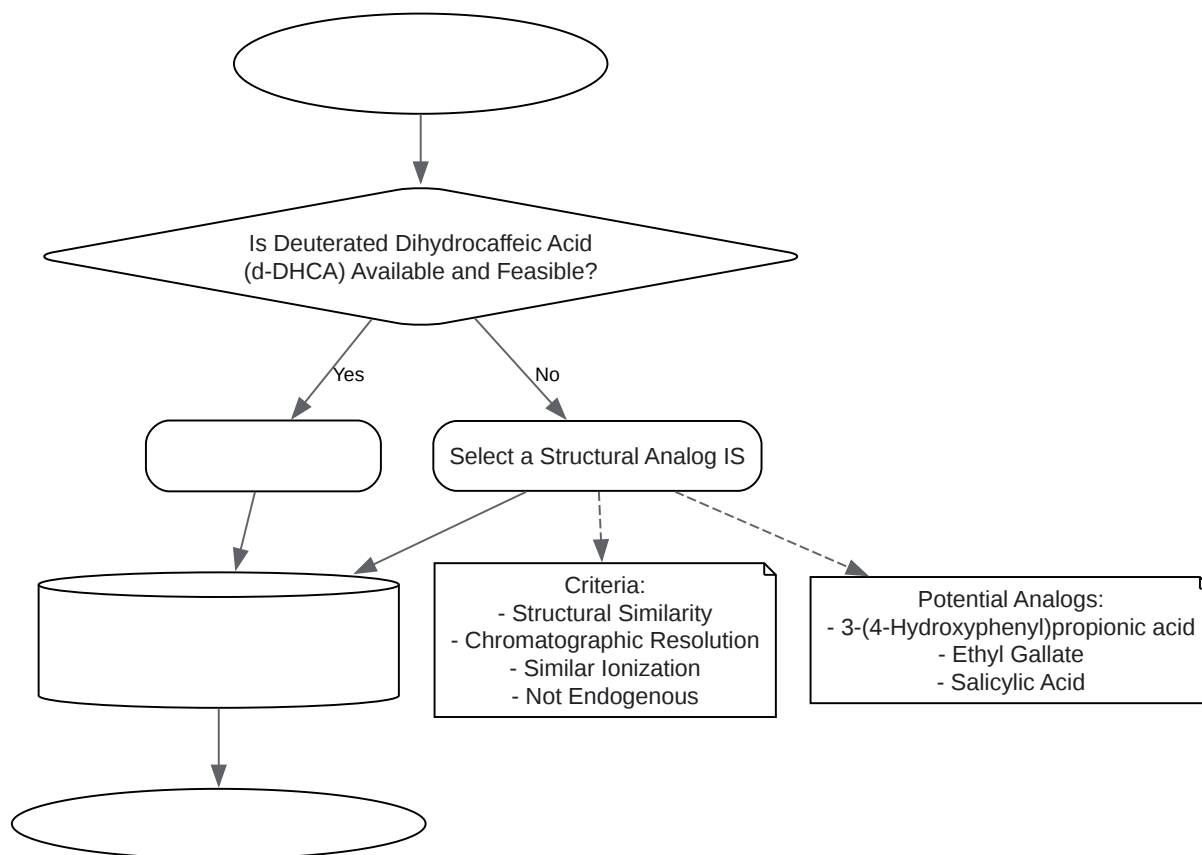 Is Deuterated Dihydrocaffeic Acid
(d-DHCA) Available and Feasible?
Yes
No
Select a Structural Analog IS
Criteria:
- Structural Similarity
- Chromatographic Resolution
- Similar Ionization
- Not Endogenous
Potential Analogs:
- 3-(4-Hydroxyphenyl)propionic acid
- Ethyl Gallate
- Salicylic Acid